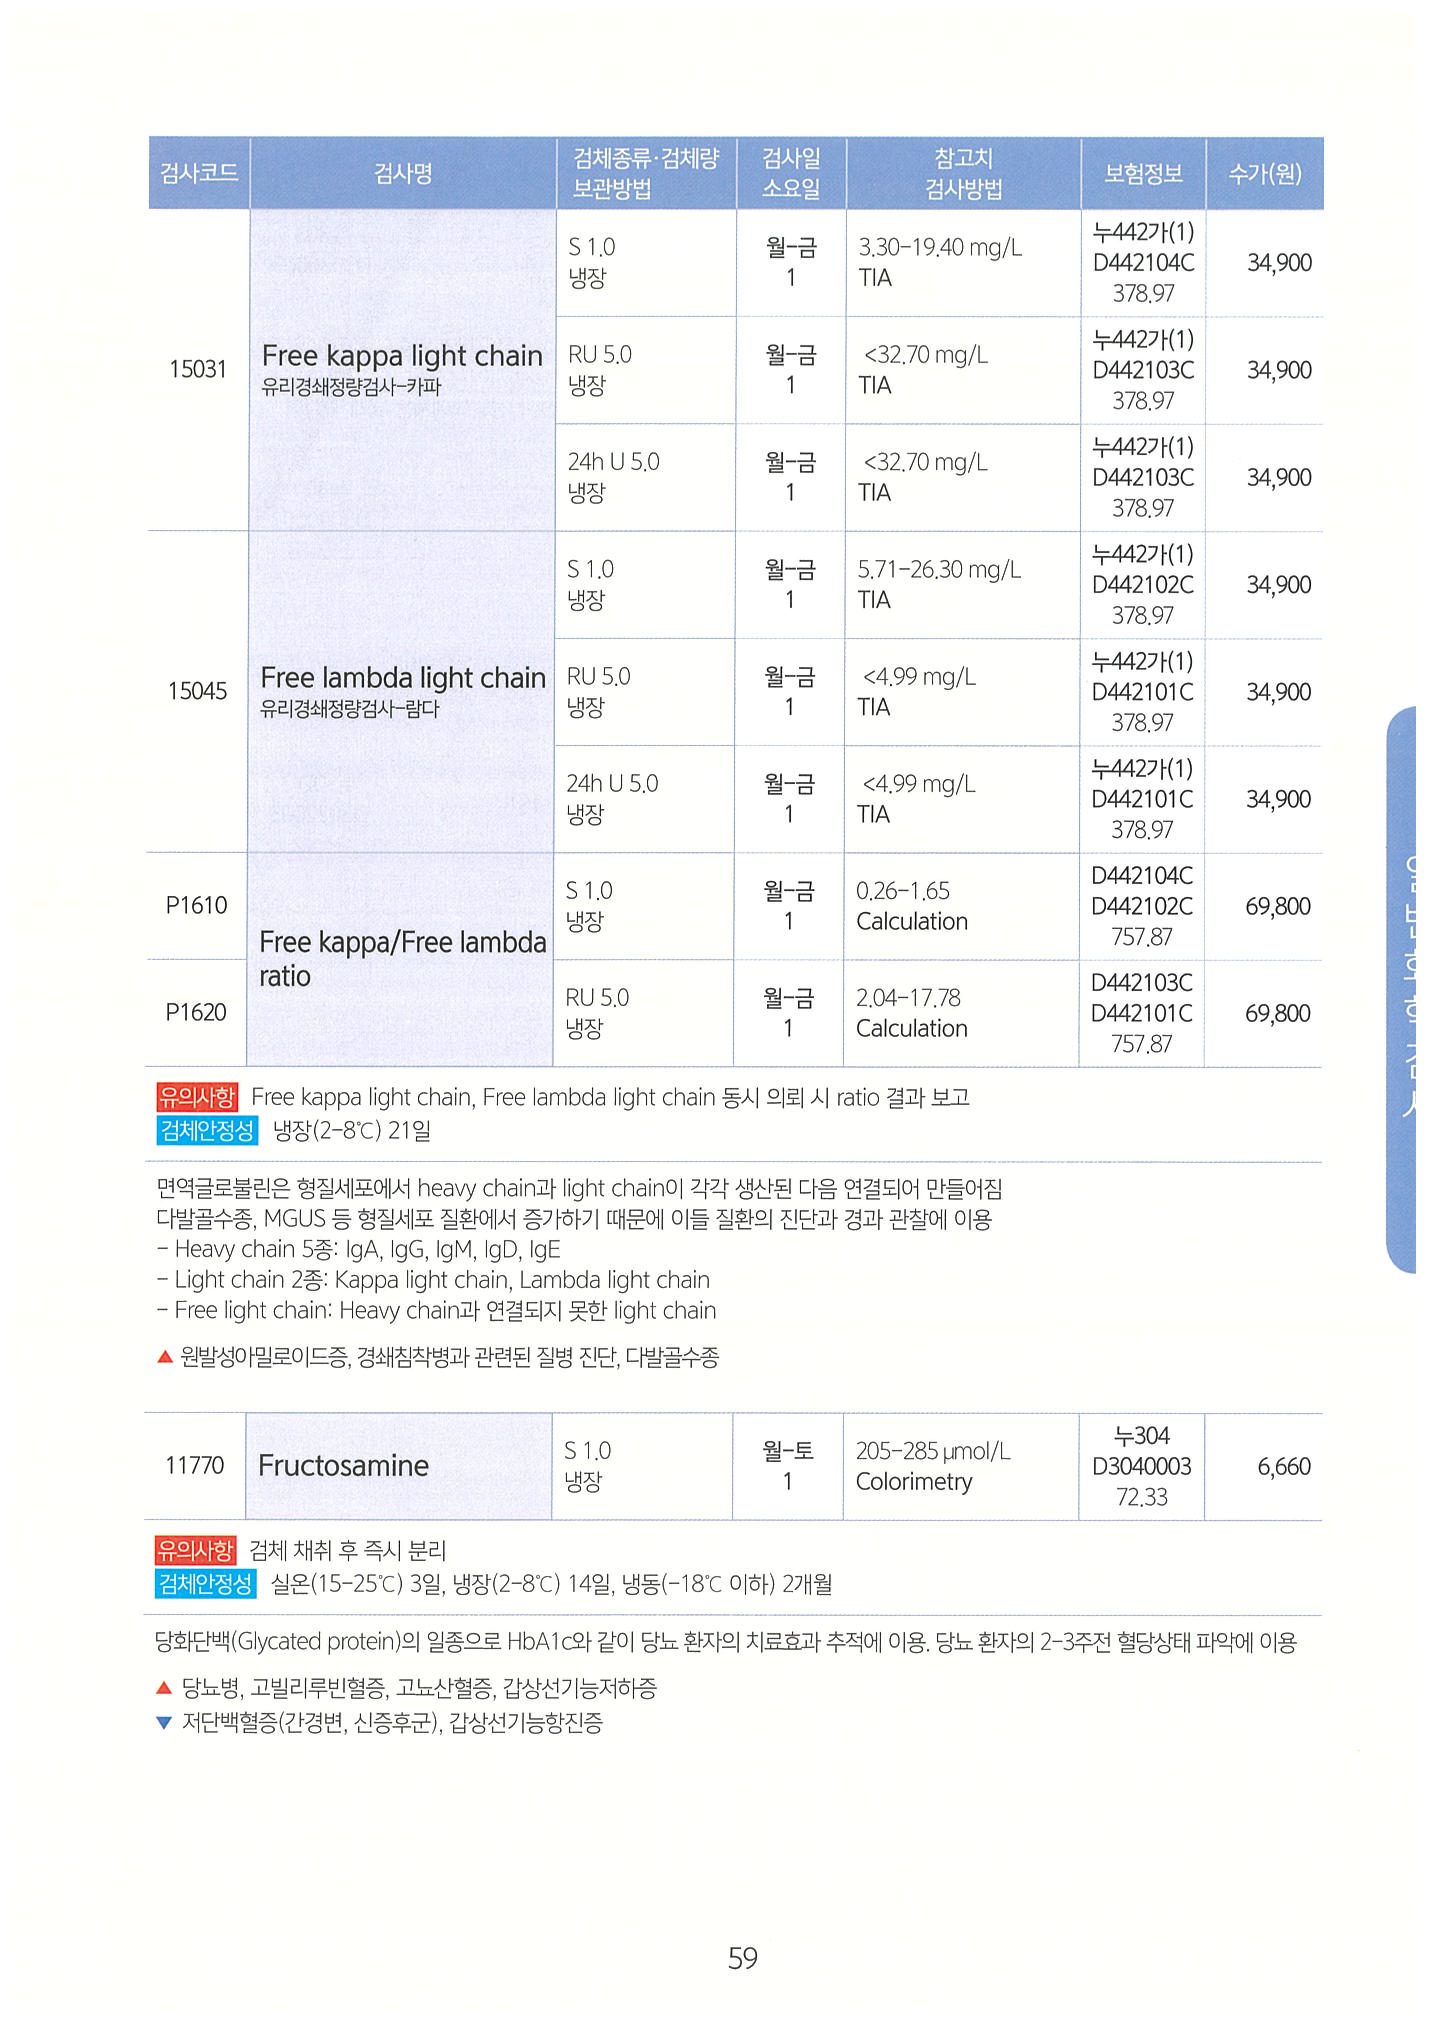 검사코드 검사명 검체종류·검체량 보관방법 검사일 소요일 참고치 검사방법 보험정보 수가(원)
15031
Free kappa light chain
유리경쇄정량검사-카파
S 1.0 월-금 3.30-19.40 mg/L 누442가(1)
냉장 1 TIA D442104C 34,900
378.97
RU 5.0 월-금 <32.70 mg/L 누442가(1)
냉장 1 TIA D442103C 34,900
378.97
24h U 5.0 월-금 <32.70 mg/L 누442가(1)
냉장 1 TIA D442103C 34,900
378.97
15045
Free lambda light chain
유리경쇄정량검사-람다
S 1.0 월-금 5.71-26.30 mg/L 누442가(1)
냉장 1 TIA D442102C 34,900
378.97
RU 5.0 월-금 <4.99 mg/L 누442가(1)
냉장 1 TIA D442101C 34,900
378.97
24h U 5.0 월-금 <4.99 mg/L 누442가(1)
냉장 1 TIA D442101C 34,900
378.97
Free kappa/Free lambda
ratio
P1610
S 1.0 월-금 0.26-1.65 D442104C
냉장 1 Calculation D442102C 69,800
757.87
P1620
RU 5.0 월-금 2.04-17.78 D442103C
냉장 1 Calculation D442101C 69,800
757.87
유의사항 Free kappa light chain, Free lambda light chain 동시 의뢰 시 ratio 결과 보고
검체안정성 냉장(2-8℃) 21일
면역글로불린은 형질세포에서 heavy chain과 light chain이 각각 생산된 다음 연결되어 만들어짐
다발골수종, MGUS 등 형질세포 질환에서 증가하기 때문에 이들 질환의 진단과 경과 관찰에 이용
- Heavy chain 5종: IgA, IgG, IgM, IgD, IgE
- Light chain 2종: Kappa light chain, Lambda light chain
- Free light chain: Heavy chain과 연결되지 못한 light chain
▲ 원발성아밀로이드증, 경쇄침착병과 관련된 질병 진단, 다발골수종
11770 Fructosamine
S 1.0 월-토 205-285 μmol/L 누304
냉장 1 Colorimetry D3040003 6,660
72.33
유의사항 검체 채취 후 즉시 분리
검체안정성 실온(15-25℃) 3일, 냉장(2-8℃) 14일, 냉동(-18℃ 이하) 2개월
당화단백(Glycated protein)의 일종으로 HbA1c와 같이 당뇨 환자의 치료효과 추적에 이용. 당뇨 환자의 2-3주전 혈당상태 파악에 이용
▲ 당뇨병, 고빌리루빈혈증, 고뇨산혈증, 갑상선기능저하증
▼ 저단백혈증(간경변, 신증후군), 갑상선기능항진증
59